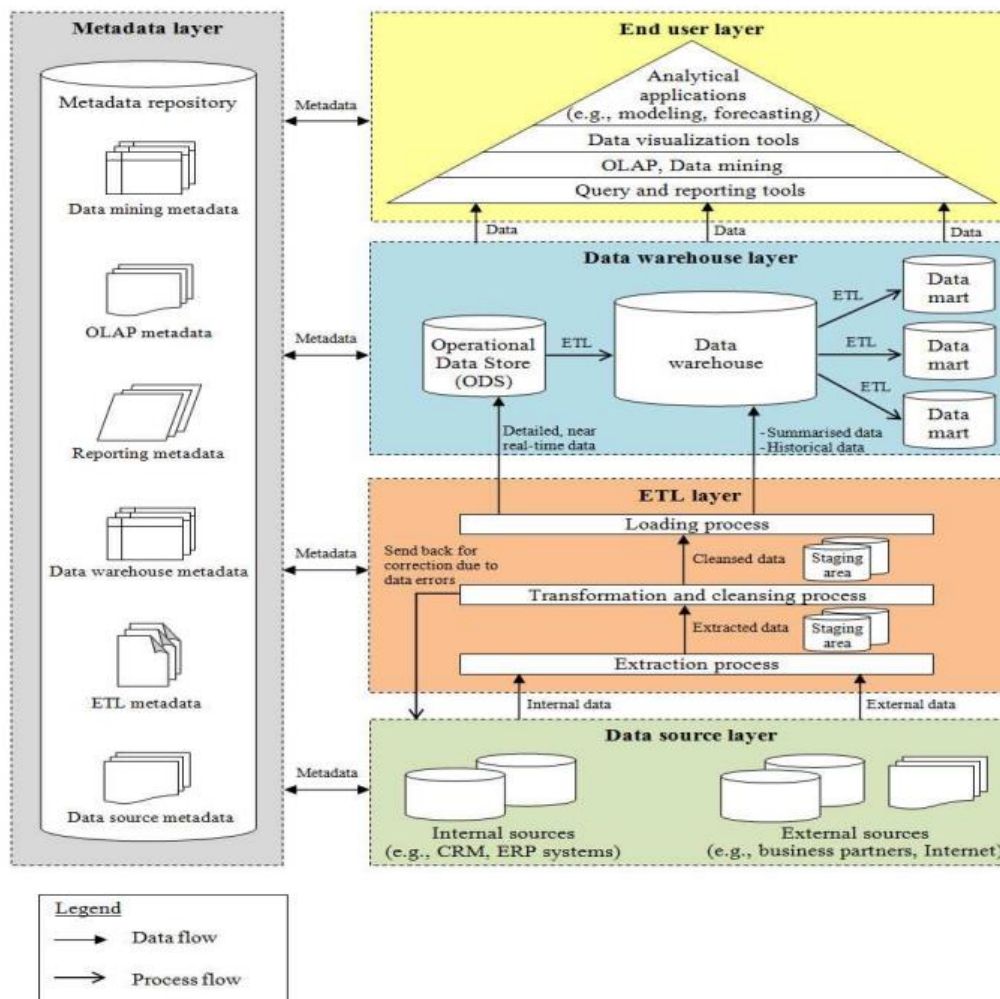 Metadata layer
Metadata repository
Data mining metadata
OLAP metadata
Reporting metadata
Data warehouse metadata
ETL metadata
Data source metadata
Metadata
Metadata
Metadata
Metadata
End user layer
Analytical
applications
(e.g., modeling, forecasting)
Data visualization tools
OLAP, Data mining
Query and reporting tools
Data
Data
Data
Data warehouse layer
Operational
Data Store
(ODS)
ETL
Data
warehouse
ETL
ETL
ETL
Data
mart
Data
mart
Data
mart
Detailed, near
real-time data
-Summarised data
-Historical data
ETL layer
Loading process
Send back for
correction due to
data errors
Cleansed data
Staging
area
Transformation and cleansing process
Extracted data
Staging
area
Extraction process
Internal data
External data
Data source layer
Internal sources
(e.g., CRM, ERP systems)
External sources
(e.g., business partners, Internet)
Legend
Data flow
Process flow